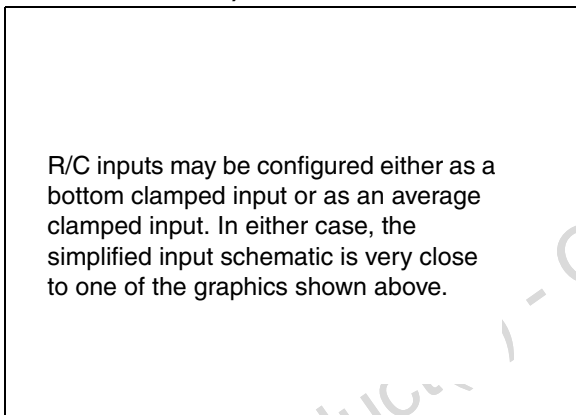 R/C inputs may be configured either as a
bottom clamped input or as an average
clamped input. In either case, the
simplified input schematic is very close
to one of the graphics shown above.